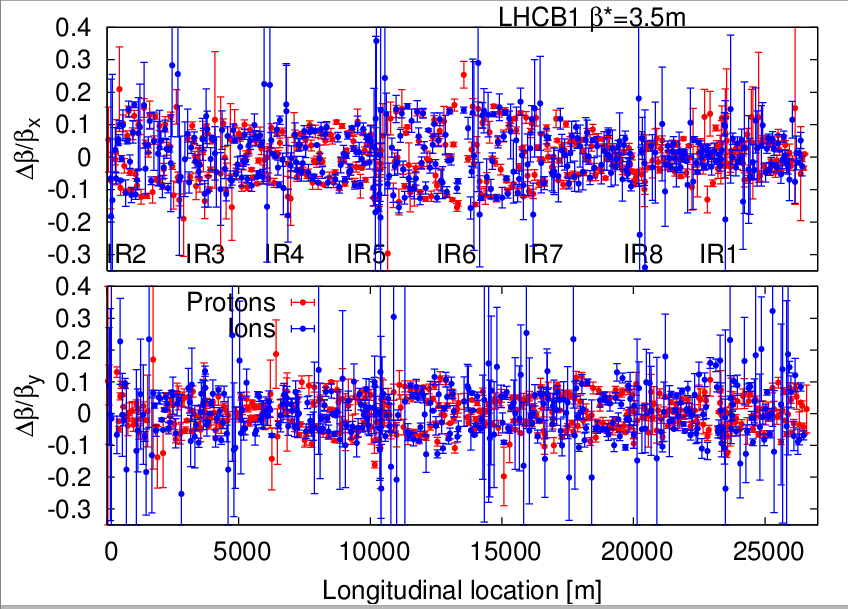 LHCB1 β*=3.5m
0.4
0.3
0.2
0.1
0
-0.1
-0.2
-0.3
Δβ/βx
IR2 IR3 IR4 IR5 IR6 IR7 IR8 IR1
0.4
0.3
0.2
0.1
0
-0.1
-0.2
-0.3
Δβ/βy
Protons
Ions
0 5000 10000 15000 20000 25000
Longitudinal location [m]